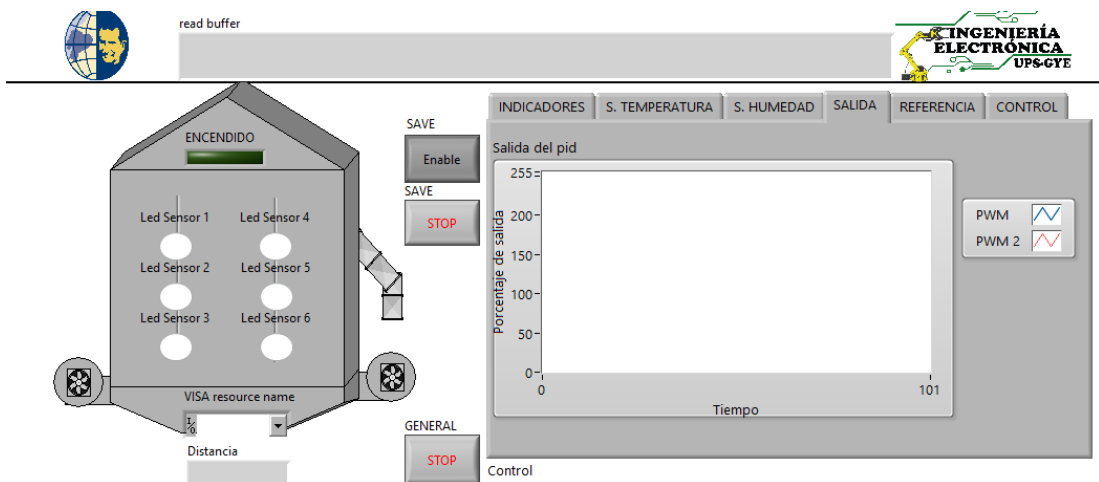 read buffer
INGENIERÍA
ELECTRÓNICA
UPS-GYE
ENCENDIDO
Led Sensor 1
Led Sensor 4
Led Sensor 2
Led Sensor 5
Led Sensor 3
Led Sensor 6
VISA resource name
I/O
Distancia
SAVE
Enable
SAVE
STOP
GENERAL
STOP
INDICADORES
S. TEMPERATURA
S. HUMEDAD
SALIDA
REFERENCIA
CONTROL
Salida del pid
Porcentaje de salida
255
200
150
100
50
0
0
101
Tiempo
PWM
PWM 2
Control